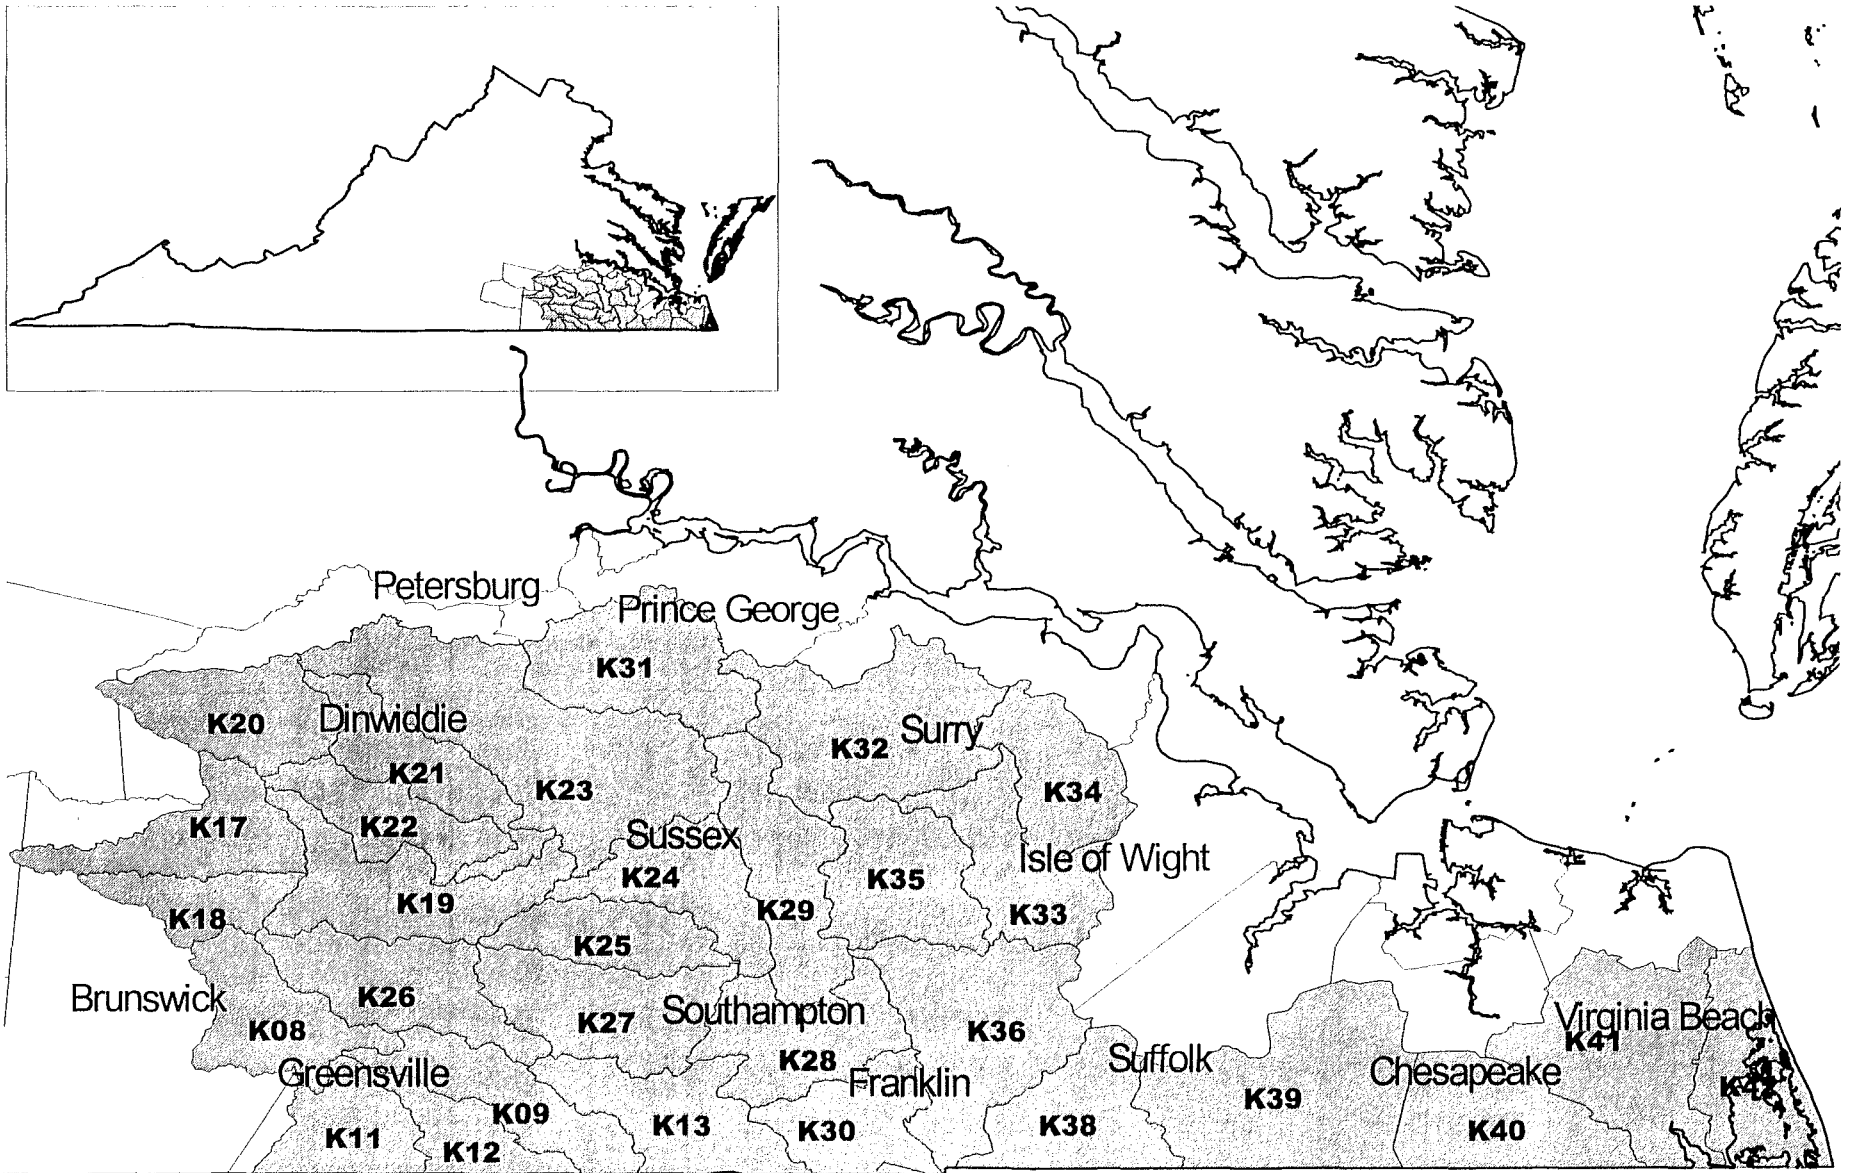 Petersburg
Prince George
K31
K20
Dinwiddie
K32
Surry
K21
K23
K34
K17
K22
Sussex
Isle of Wight
K24
K35
K18
K19
K29
K33
K25
Brunswick
K26
K27
Southampton
K08
K36
Virginia Beach
K41
K28
Suffolk
Greensville
Franklin
Chesapeake
K39
K09
K11
K12
K13
K30
K38
K40